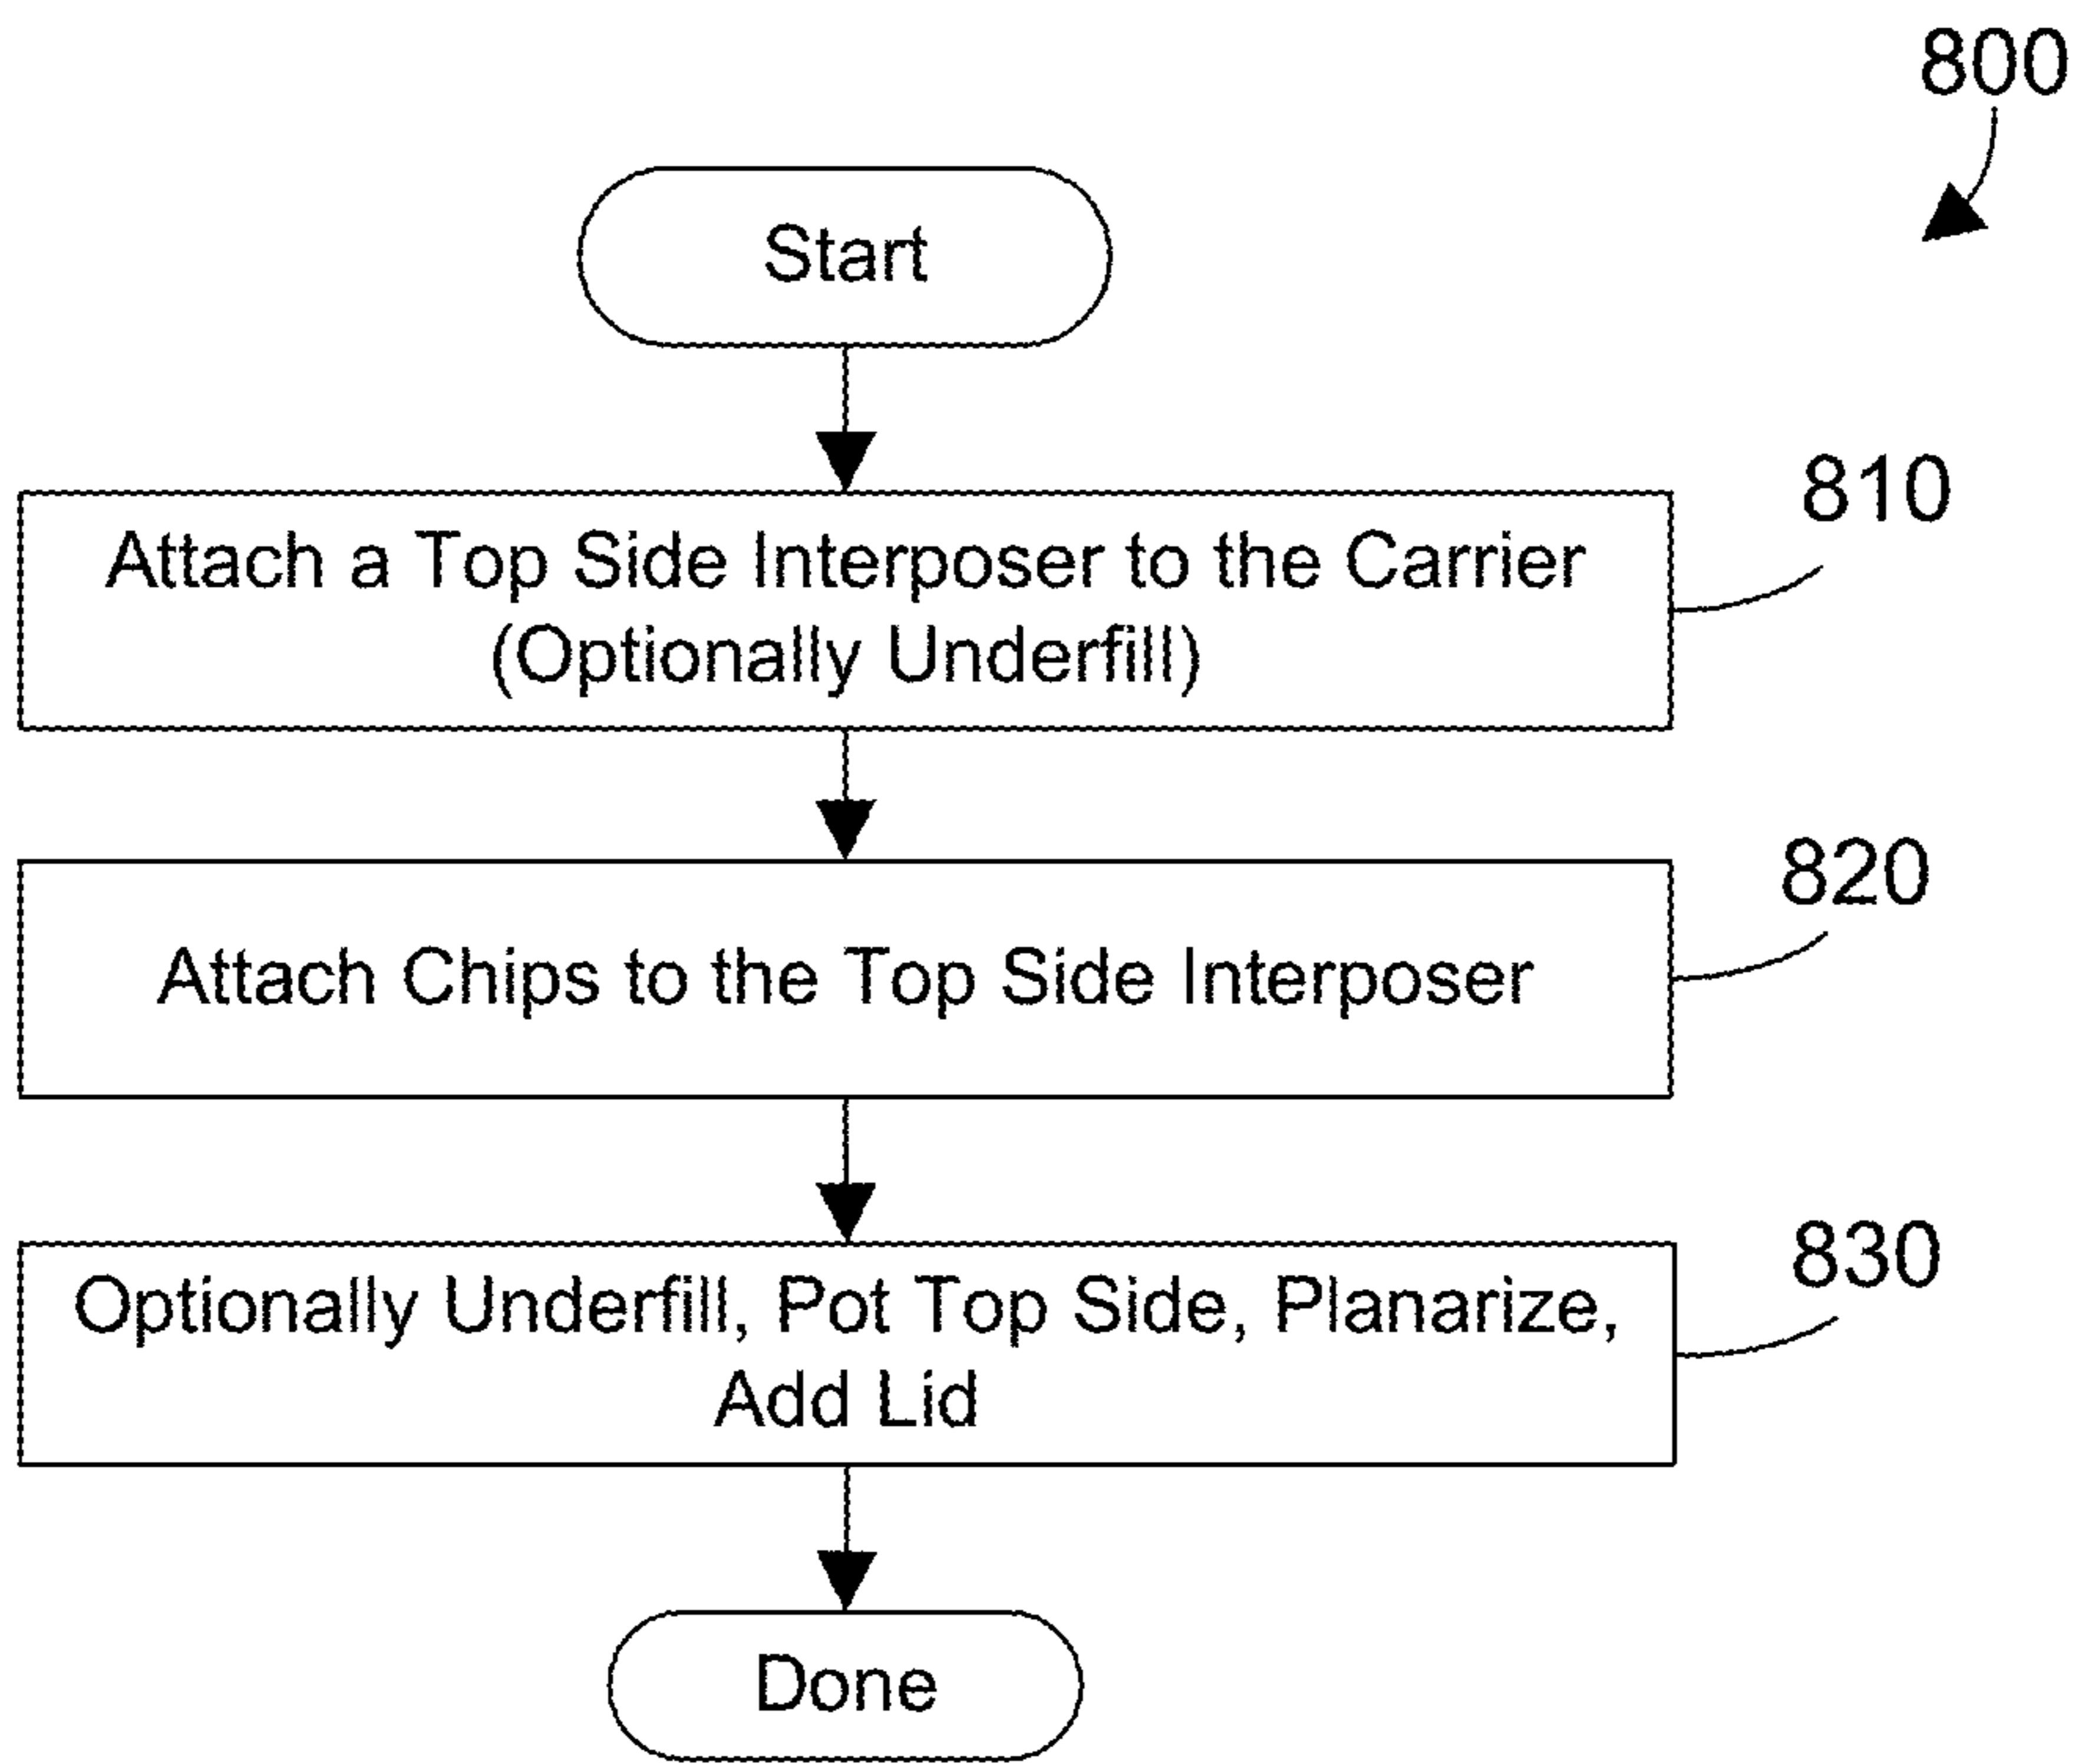 800
Start
810
Attach a Top Side Interposer to the Carrier
(Optionally Underfill)
820
Attach Chips to the Top Side Interposer
830
Optionally Underfill, Pot Top Side, Planarize,
Add Lid
Done